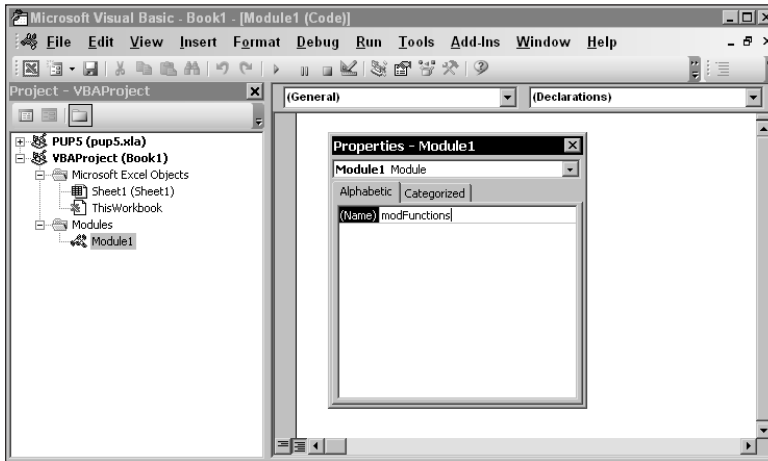 Microsoft Visual Basic - Book1 - [Module1 (Code)]
File Edit View Insert Format Debug Run Tools Add-Ins Window Help
Project - VBAProject
PUP5 (pup5.xla)
VBAProject (Book1)
Microsoft Excel Objects
Sheet1 (Sheet1)
ThisWorkbook
Modules
Module1
(General) (Declarations)
Properties - Module1
Module1 Module
Alphabetic Categorized
(Name) modFunctions